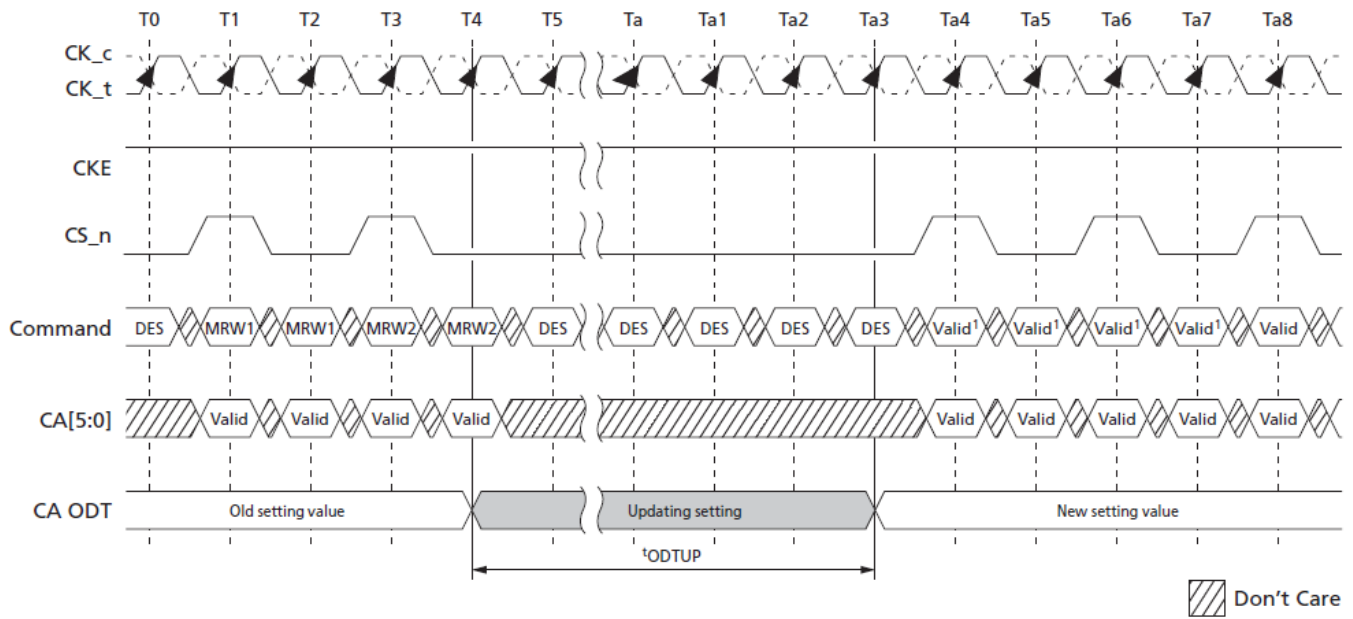 T0 T1 T2 T3 T4 T5 Ta Ta1 Ta2 Ta3 Ta4 Ta5 Ta6 Ta7 Ta8
CK_c
CK_t
CKE
CS_n
Command DES MRW1 MRW1 MRW2 MRW2 DES DES DES DES DES Valid¹ Valid¹ Valid¹ Valid¹ Valid
CA[5:0] Valid Valid Valid Valid Valid Valid Valid Valid Valid
CA ODT Old setting value Updating setting New setting value
ᵗODTUP
Don't Care